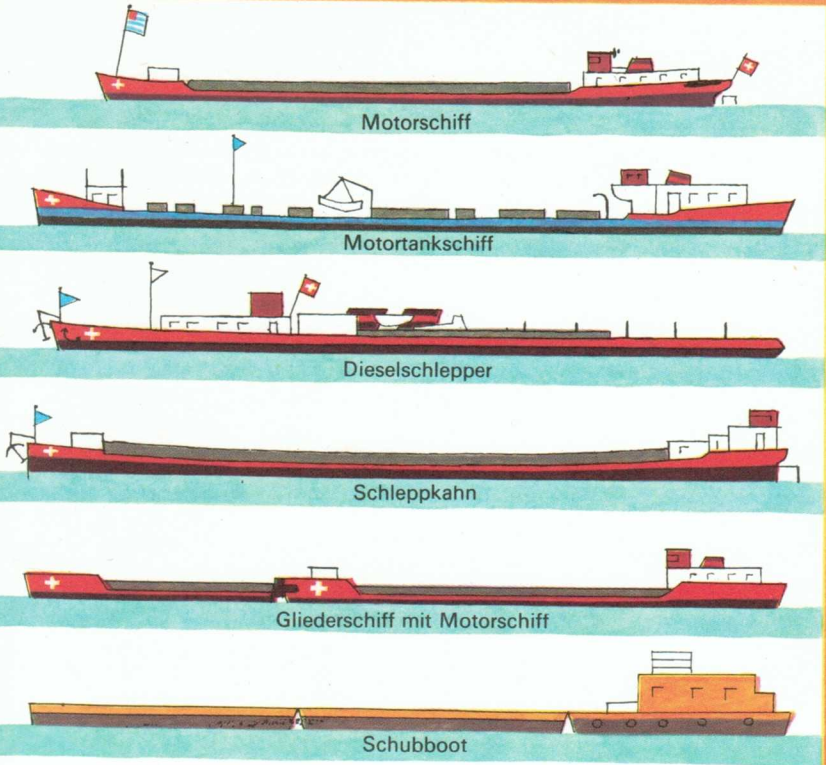 Motorschiff
Motortankschiff
Dieselschlepper
Schleppkahn
Gliederschiff mit Motorschiff
Schubboot